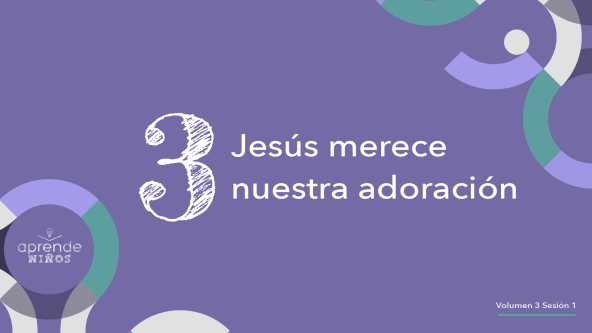 3
Jesús merece
nuestra adoración
aprende
NIÑOS
Volumen 3 Sesión 1